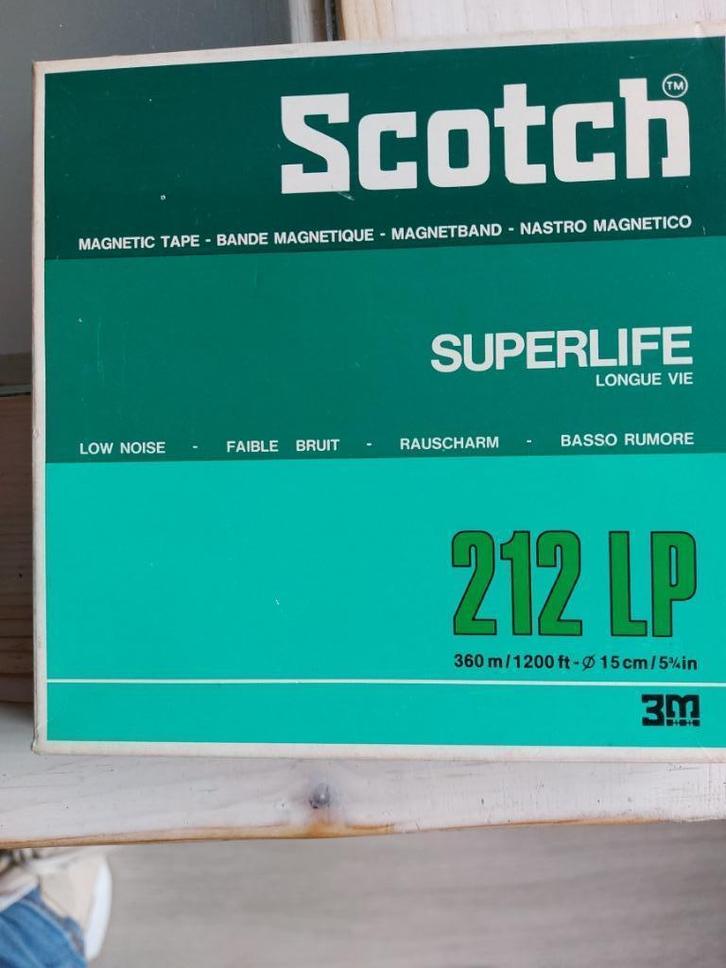 Scotch™
MAGNETIC TAPE - BANDE MAGNETIQUE - MAGNETBAND - NASTRO MAGNETICO
SUPERLIFE
LONGUE VIE
LOW NOISE - FAIBLE BRUIT - RAUSCHARM - BASSO RUMORE
212 LP
360 m / 1200 ft - Ø 15 cm / 5¾ in
3M